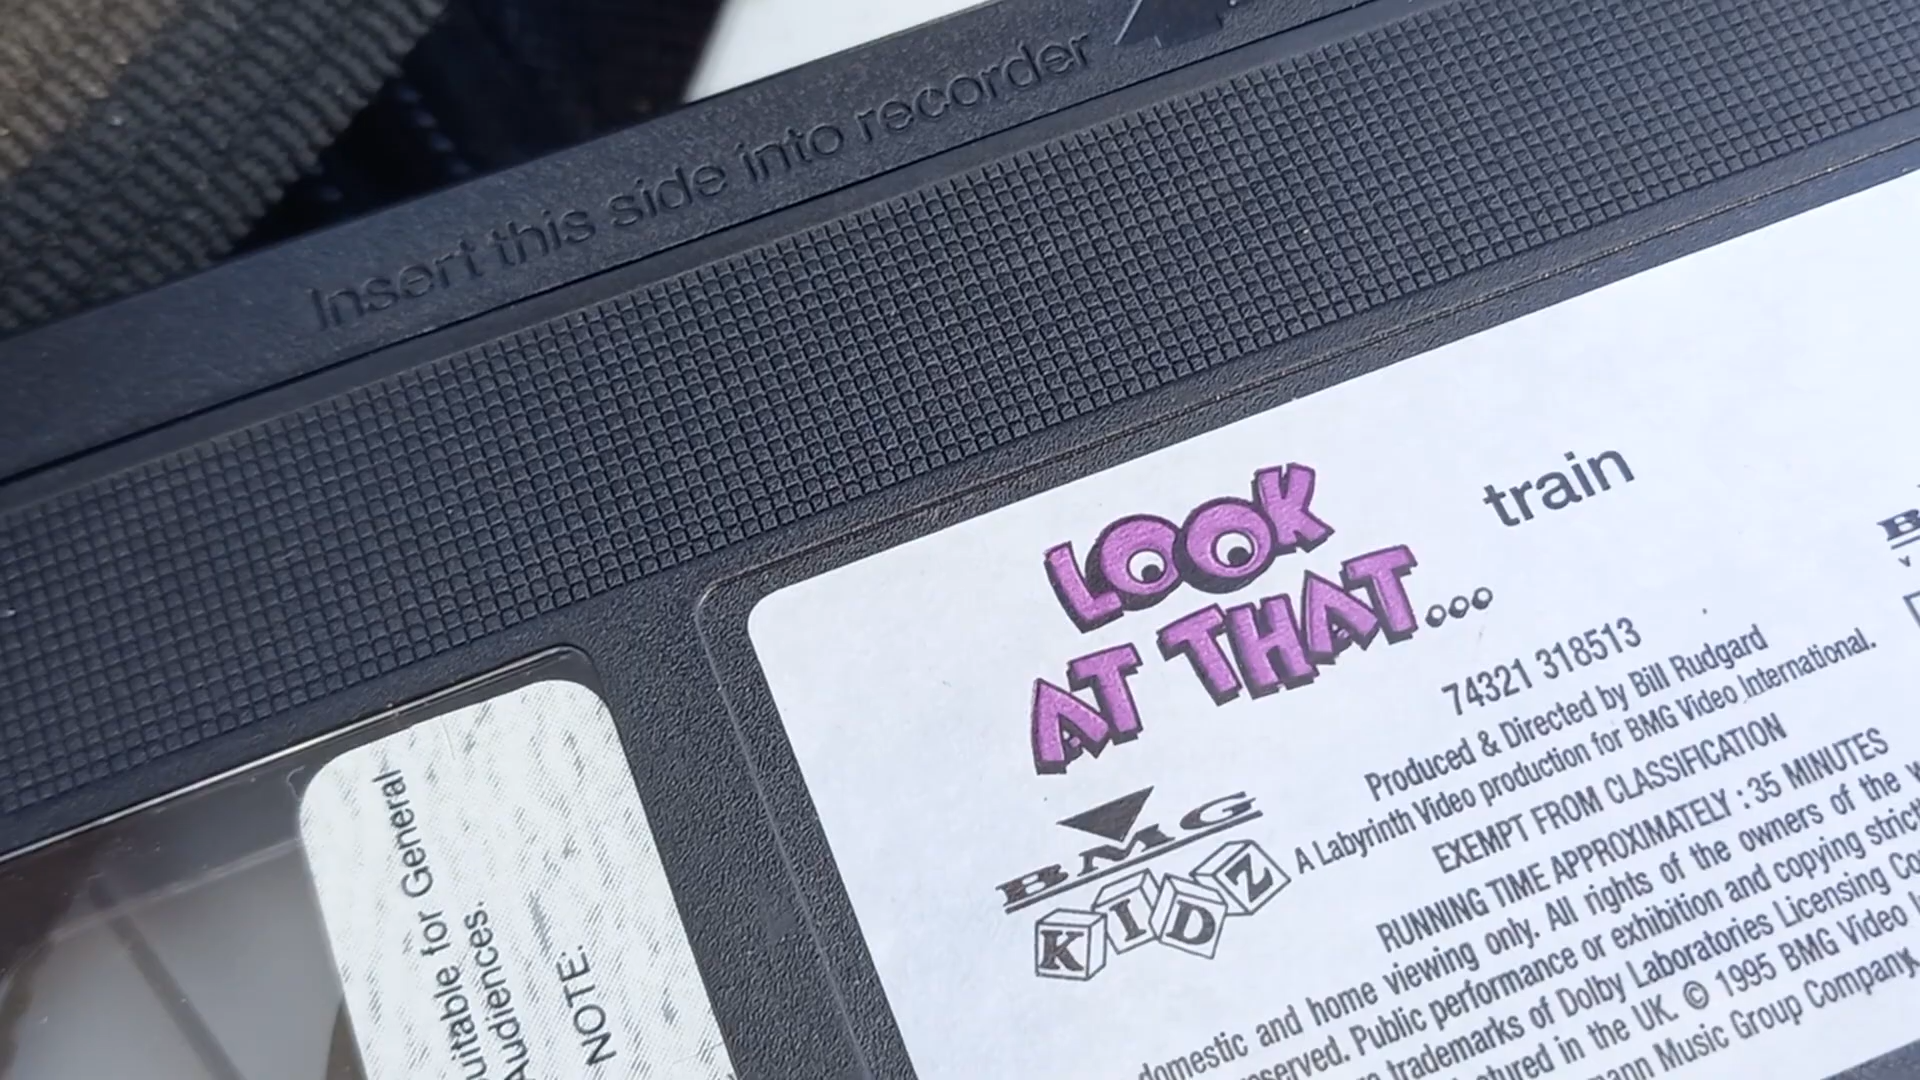 Insert this side into recorder
LOOK
AT THAT...
train
74321 318513
Produced & Directed by Bill Rudgard
A Labyrinth Video production for BMG Video International.
EXEMPT FROM CLASSIFICATION
RUNNING TIME APPROXIMATELY : 35 MINUTES
domestic and home viewing only. All rights of the owners of the
Public performance or exhibition and copying
trademarks of Dolby Laboratories Licensing
in the UK. © 1995 BMG Video
Music Group Company.
BMG
KIDZ
for General
Audiences.
NOTE: